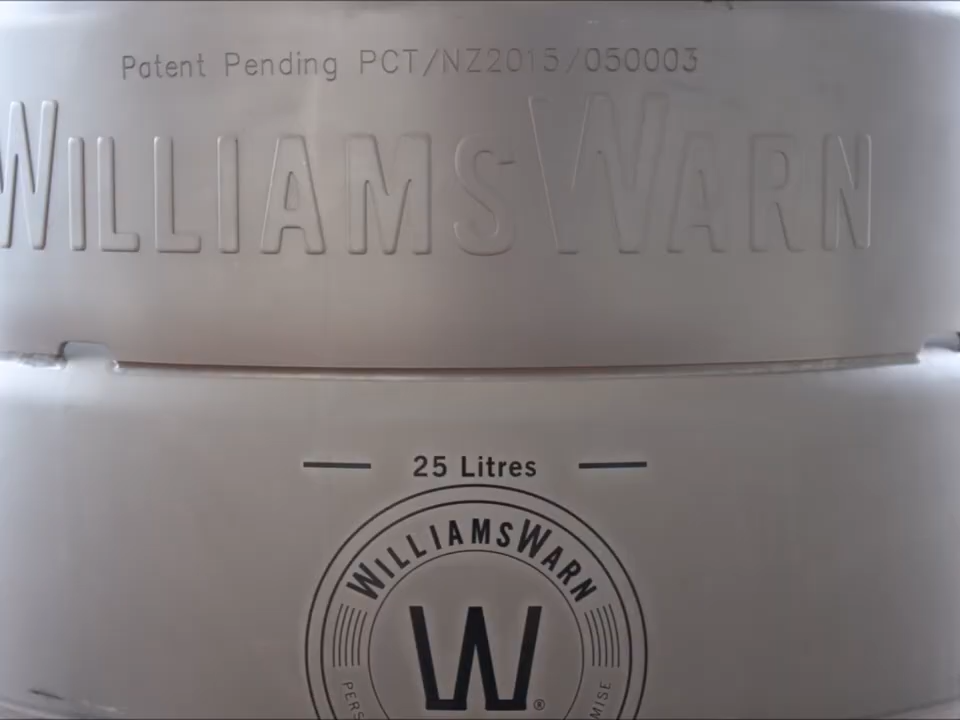 Patent Pending PCT/NZ2015/050003
WILLIAMSWARN
25 Litres
WILLIAMSWARN
W®